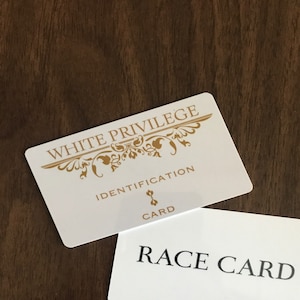 WHITE PRIVILEGE
IDENTIFICATION
CARD
RACE CARD